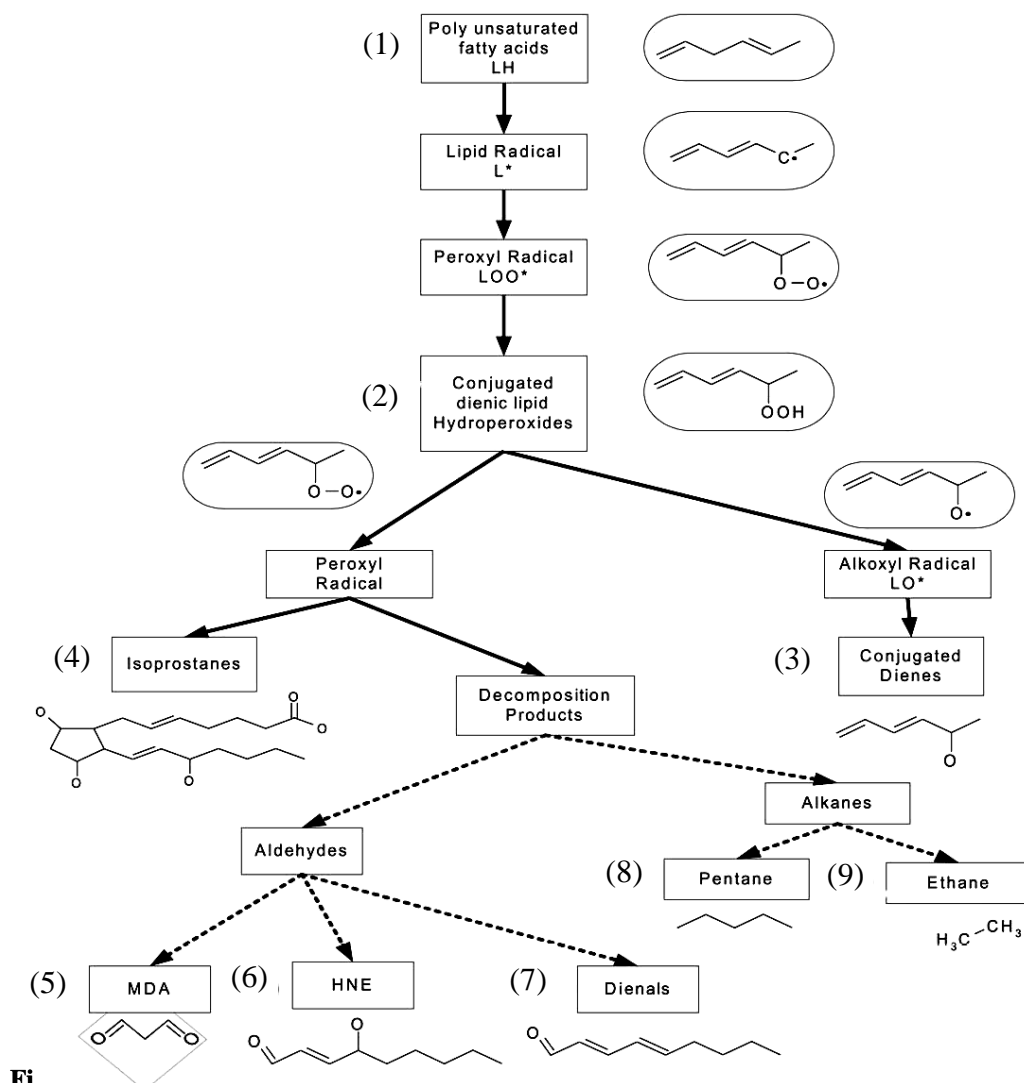 (1)
Poly unsaturated
fatty acids
LH
Lipid Radical
L*
C•
Peroxyl Radical
LOO*
O–O•
(2)
Conjugated
dienic lipid
Hydroperoxides
OOH
O–O•
O•
Peroxyl
Radical
Alkoxyl Radical
LO*
(4)
Isoprostanes
(3)
Conjugated
Dienes
Decomposition
Products
O
O
O
O
O
O
Alkanes
Aldehydes
(8)
Pentane
(9)
Ethane
H3C CH3
(5)
MDA
(6)
HNE
(7)
Dienals
O O
O
O
O
Fi